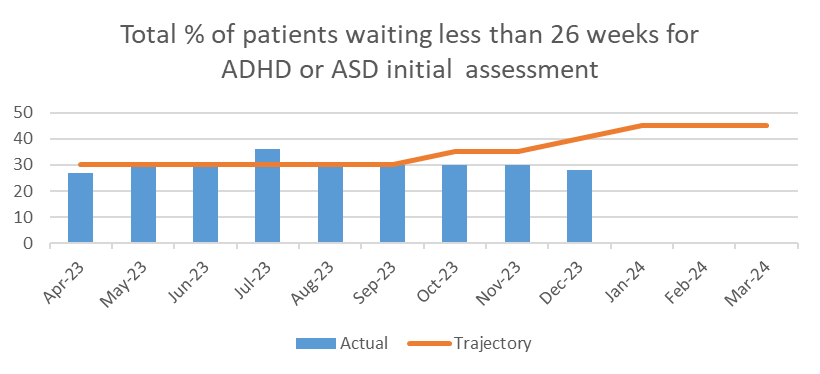 Total % of patients waiting less than 26 weeks for
ADHD or ASD initial assessment
50
40
30
20
10
0
Apr-23
May-23
Jun-23
Jul-23
Aug-23
Sep-23
Oct-23
Nov-23
Dec-23
Jan-24
Feb-24
Mar-24
Actual
Trajectory